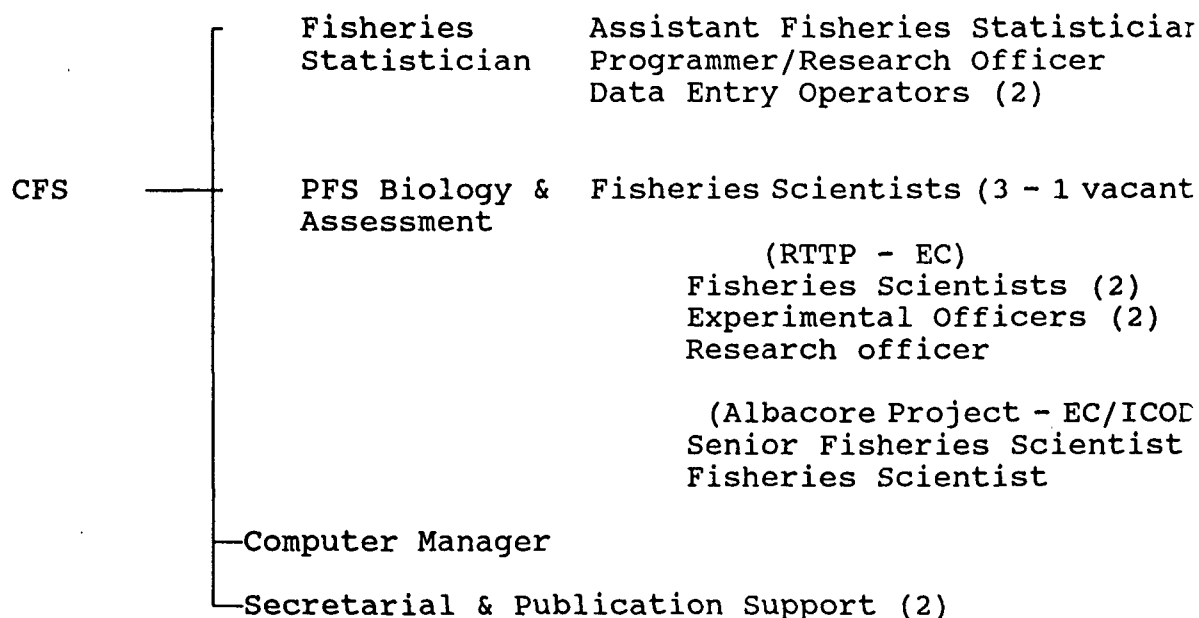 Fisheries Assistant Fisheries Statistician
Statistician Programmer/Research Officer
Data Entry Operators (2)
CFS PFS Biology & Fisheries Scientists (3 - 1 vacant
Assessment
(RTTP - EC)
Fisheries Scientists (2)
Experimental Officers (2)
Research officer
(Albacore Project - EC/ICOD
Senior Fisheries Scientist
Fisheries Scientist
Computer Manager
Secretarial & Publication Support (2)